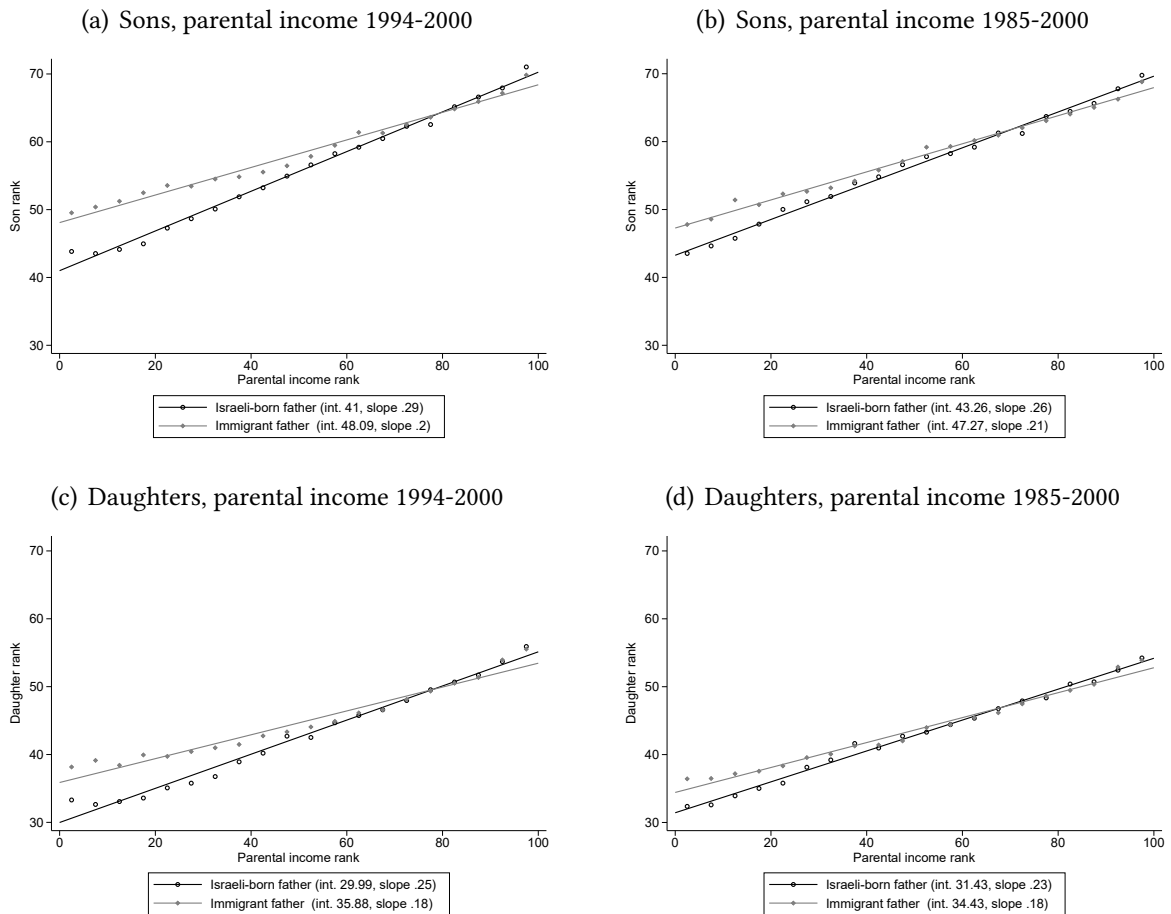 (a) Sons, parental income 1994-2000
70
60
50
40
30
Son rank
0 20 40 60 80 100
Parental income rank
Israeli-born father (int. 41, slope .29)
Immigrant father (int. 48.09, slope .2)
(b) Sons, parental income 1985-2000
70
60
50
40
30
Son rank
0 20 40 60 80 100
Parental income rank
Israeli-born father (int. 43.26, slope .26)
Immigrant father (int. 47.27, slope .21)
(c) Daughters, parental income 1994-2000
70
60
50
40
30
Daughter rank
0 20 40 60 80 100
Parental income rank
Israeli-born father (int. 29.99, slope .25)
Immigrant father (int. 35.88, slope .18)
(d) Daughters, parental income 1985-2000
70
60
50
40
30
Daughter rank
0 20 40 60 80 100
Parental income rank
Israeli-born father (int. 31.43, slope .23)
Immigrant father (int. 34.43, slope .18)